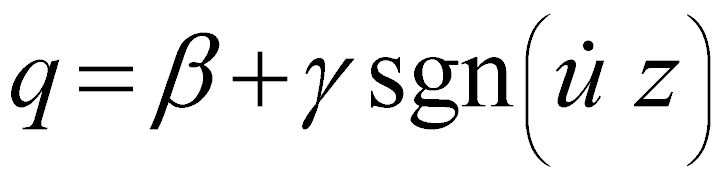 q = β + γ sgn(u̇ z)